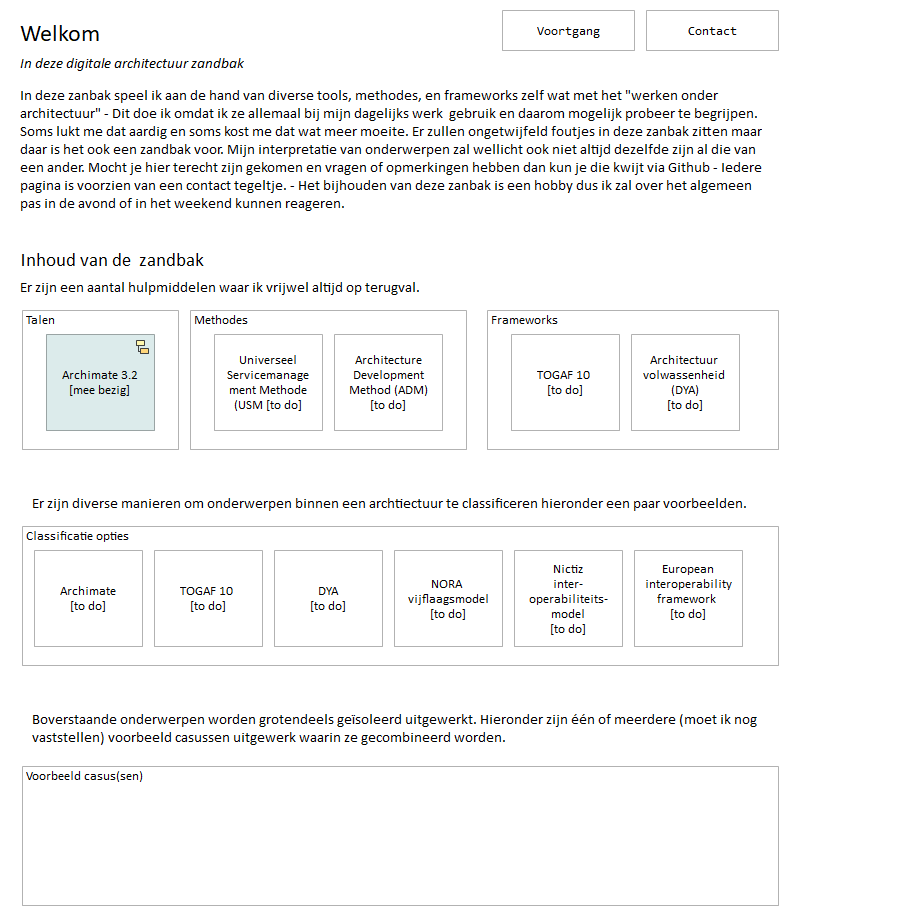 Welkom
Voortgang
Contact
In deze digitale architectuur zandbak
In deze zanbak speel ik aan de hand van diverse tools, methodes, en frameworks zelf wat met het "werken onder
architectuur" - Dit doe ik omdat ik ze allemaal bij mijn dagelijks werk  gebruik en daarom mogelijk probeer te begrijpen.
Soms lukt me dat aardig en soms kost me dat wat meer moeite. Er zullen ongetwijfeld foutjes in deze zanbak zitten maar
daar is het ook een zandbak voor. Mijn interpretatie van onderwerpen zal wellicht ook niet altijd dezelfde zijn al die van
een ander. Mocht je hier terecht zijn gekomen en vragen of opmerkingen hebben dan kun je die kwijt via Github - Iedere
pagina is voorzien van een contact tegeltje. - Het bijhouden van deze zanbak is een hobby dus ik zal over het algemeen
pas in de avond of in het weekend kunnen reageren.
Inhoud van de  zandbak
Er zijn een aantal hulpmiddelen waar ik vrijwel altijd op terugval.
Talen
Archimate 3.2
[mee bezig]
Methodes
Universeel
Servicemanage
ment Methode
(USM [to do]
Architecture
Development
Method (ADM)
[to do]
Frameworks
TOGAF 10
[to do]
Architectuur
volwassenheid
(DYA)
[to do]
Er zijn diverse manieren om onderwerpen binnen een archtiectuur te classificeren hieronder een paar voorbeelden.
Classificatie opties
Archimate
[to do]
TOGAF 10
[to do]
DYA
[to do]
NORA
vijflaagsmodel
[to do]
Nictiz
inter-
operabiliteits-
model
[to do]
European
interoperability
framework
[to do]
Boverstaande onderwerpen worden grotendeels geïsoleerd uitgewerkt. Hieronder zijn één of meerdere (moet ik nog
vaststellen) voorbeeld casussen uitgewerk waarin ze gecombineerd worden.
Voorbeeld casus(sen)